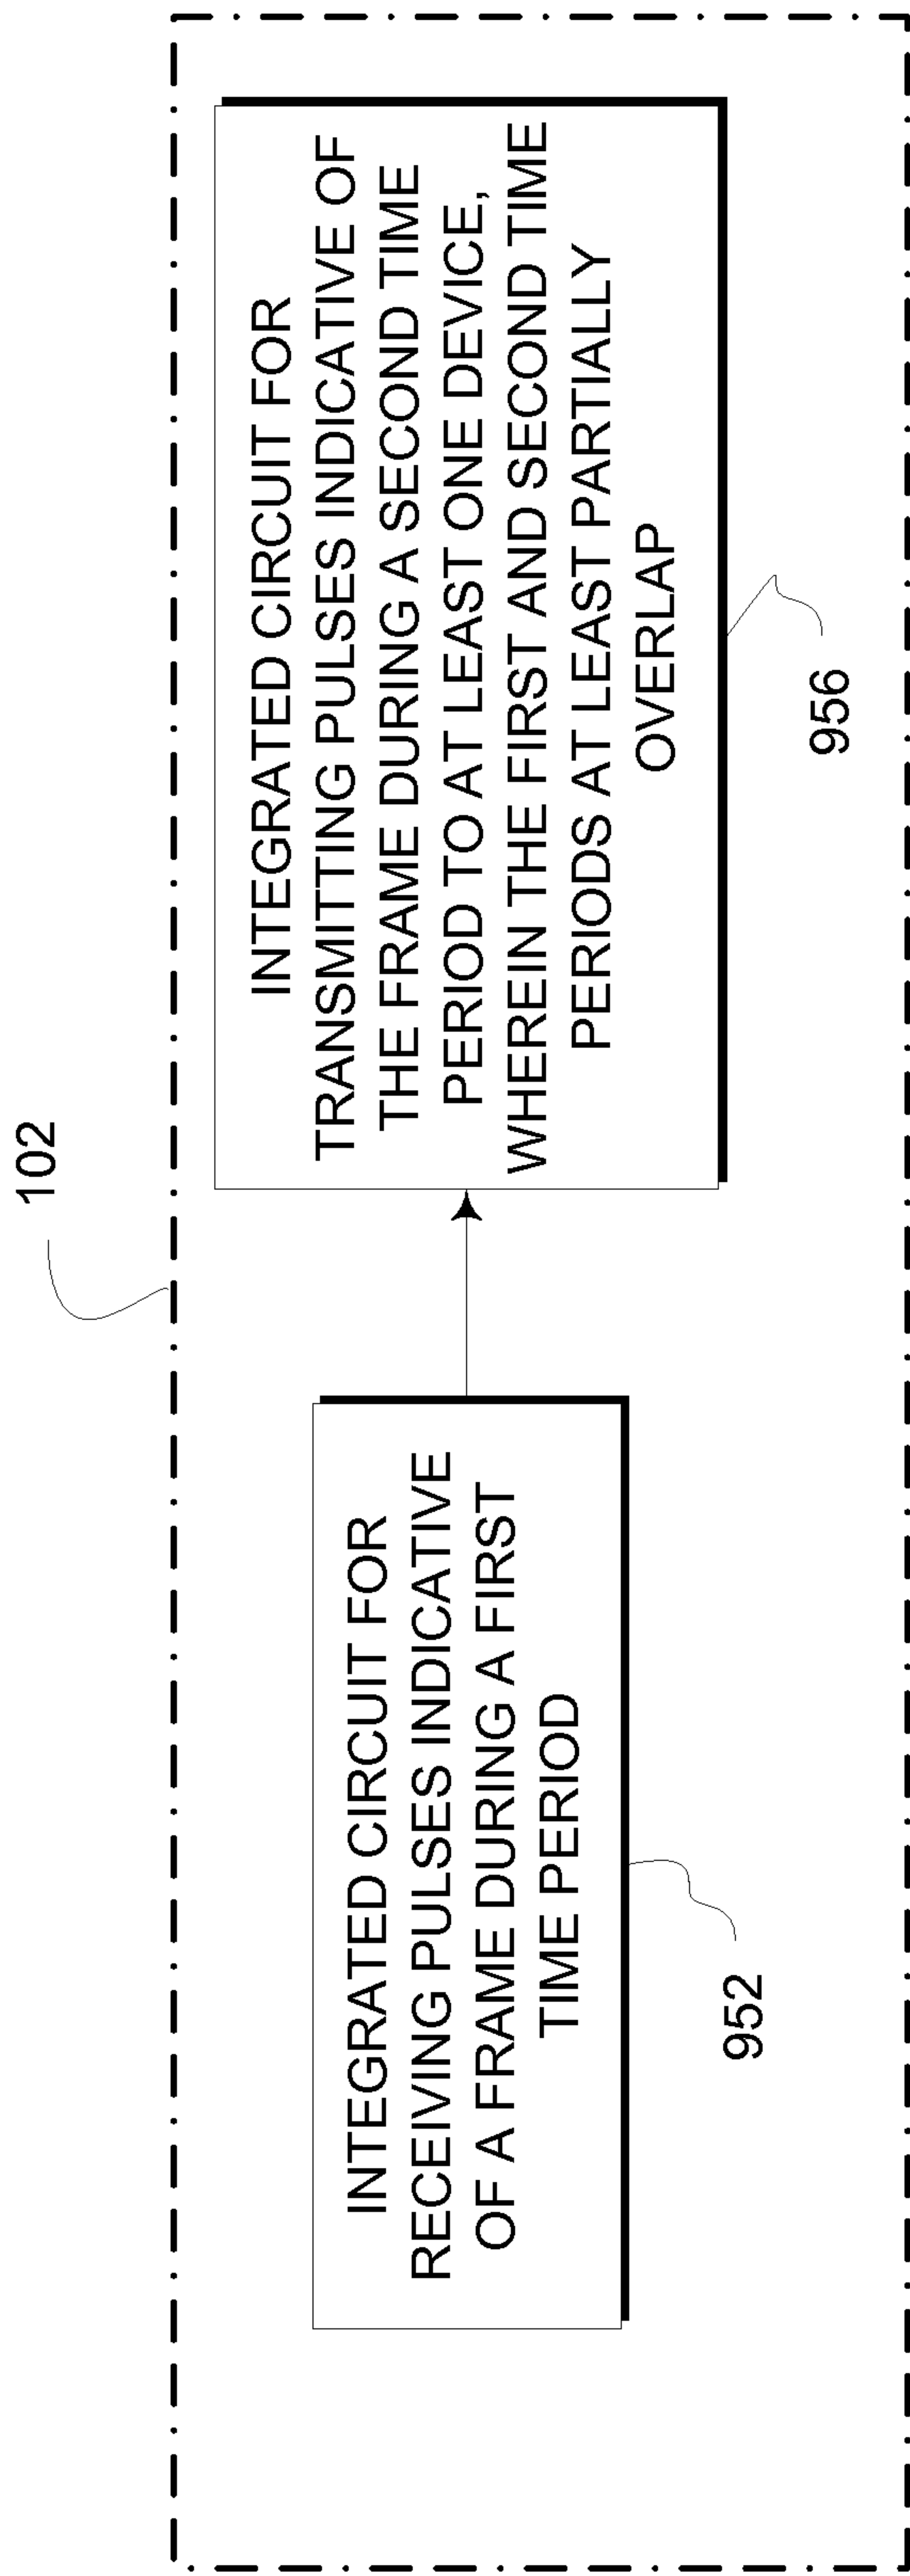 102
INTEGRATED CIRCUIT FOR
RECEIVING PULSES INDICATIVE
OF A FRAME DURING A FIRST
TIME PERIOD
952
INTEGRATED CIRCUIT FOR
TRANSMITTING PULSES INDICATIVE OF
THE FRAME DURING A SECOND TIME
PERIOD TO AT LEAST ONE DEVICE,
WHEREIN THE FIRST AND SECOND TIME
PERIODS AT LEAST PARTIALLY
OVERLAP
956